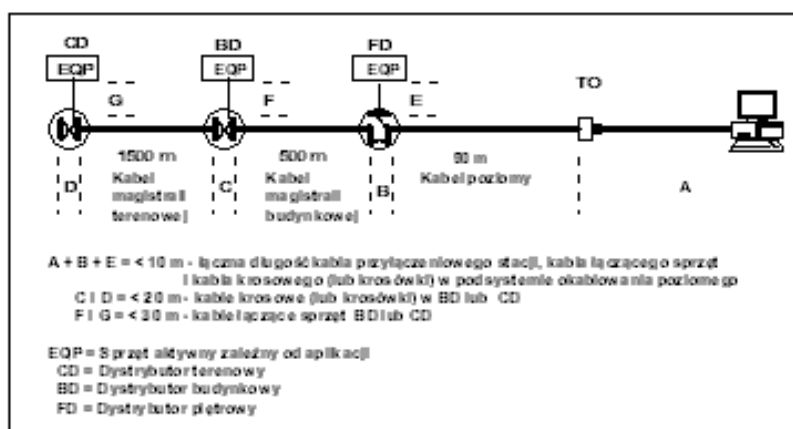 CD BD FD
EQP EQP EQP
TO
G F E
1500 m 500 m 90 m
D Kabel magistrali terenowej C Kabel magistrali budynkowej B Kabel poziomy A
A + B + E = < 10 m - łączna długość kabla przyłączeniowego stacji, kabla łączącego sprzęt
i kabla krosowego (lub krosówki) w podsystemie okablowania poziomego
C i D = < 20 m - kable krosowe (lub krosówki) w BD lub CD
F i G = < 30 m - kable łączące sprzęt BD lub CD
EQP = Sprzęt aktywny zależny od aplikacji
CD = Dystrybutor terenowy
BD = Dystrybutor budynkowy
FD = Dystrybutor piętrowy